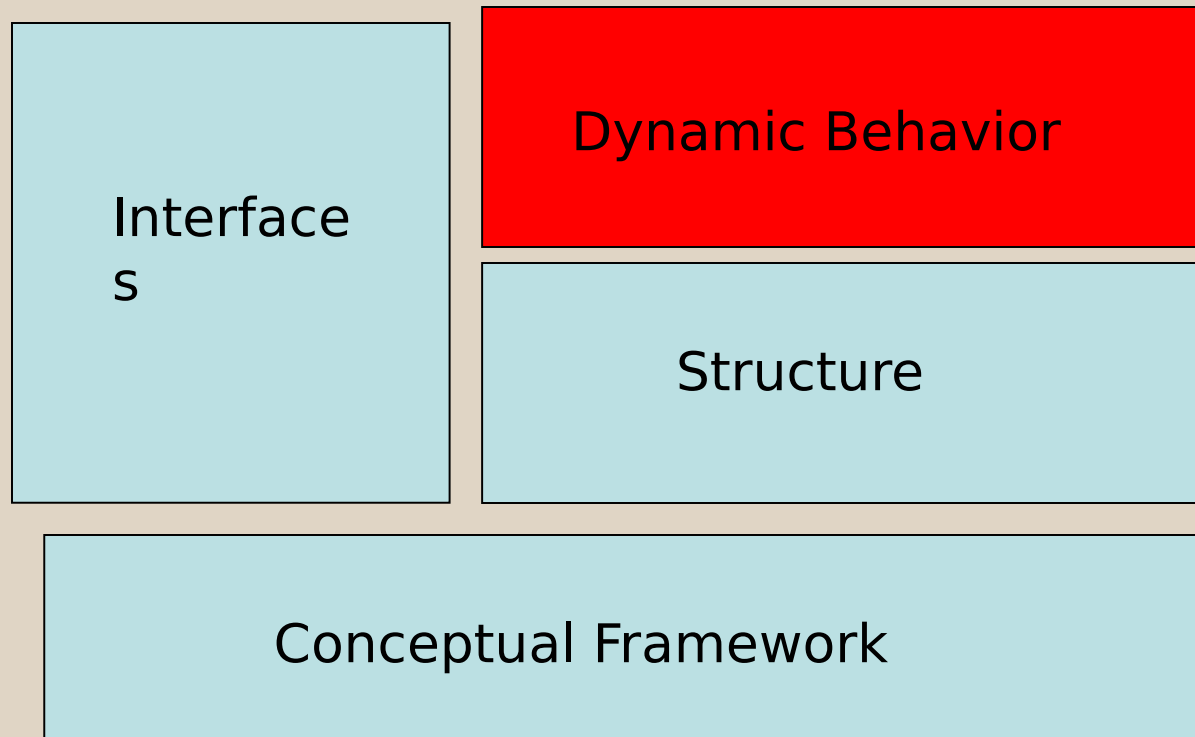 Dynamic Behavior
Interface
s
Structure
Conceptual Framework